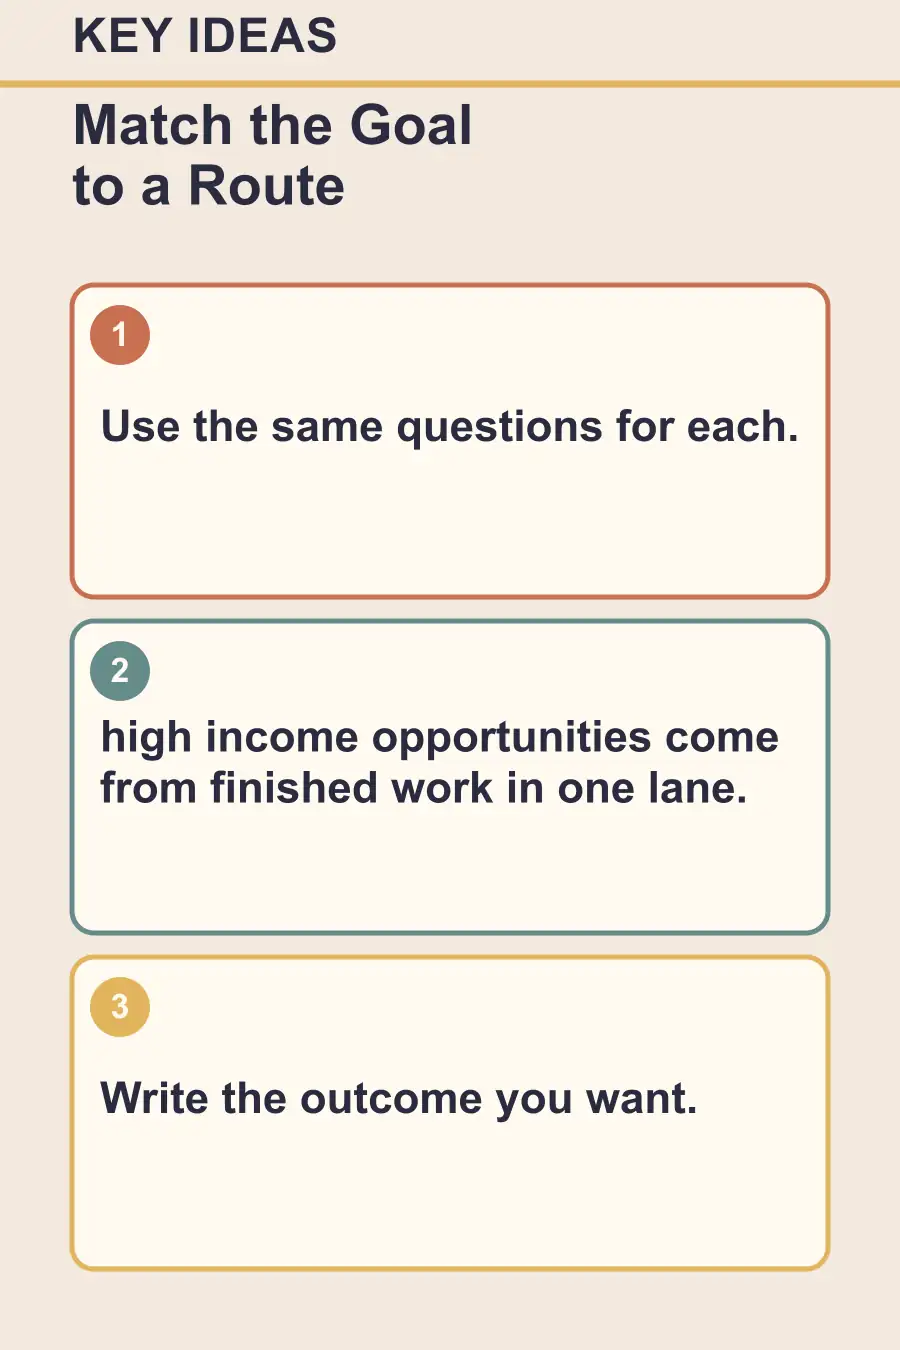 KEY IDEAS
Match the Goal
to a Route
1
Use the same questions for each.
2
high income opportunities come
from finished work in one lane.
3
Write the outcome you want.